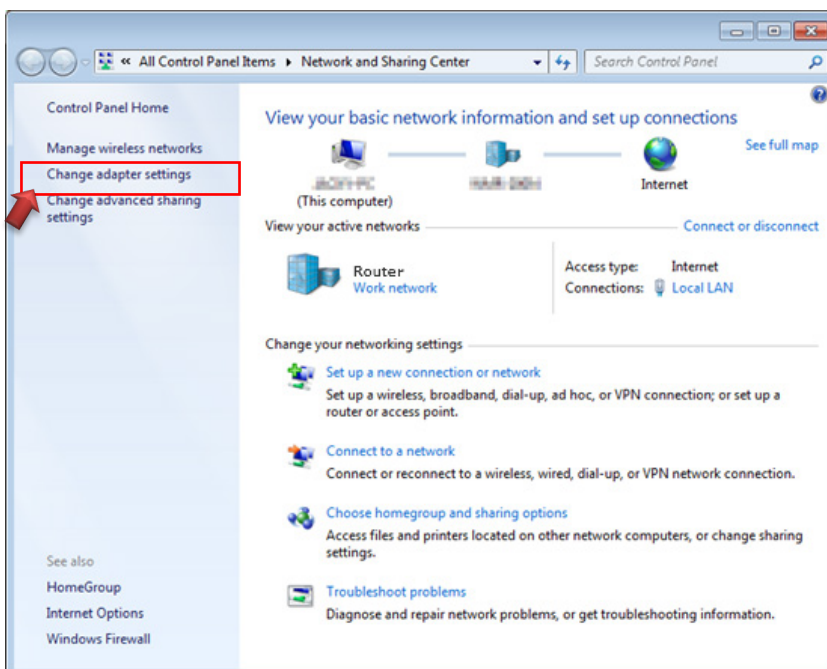 « All Control Panel Items ▸ Network and Sharing Center
Search Control Panel
Control Panel Home
Manage wireless networks
Change adapter settings
Change advanced sharing
settings
See also
HomeGroup
Internet Options
Windows Firewall
View your basic network information and set up connections
See full map
(This computer)
Internet
View your active networks
Connect or disconnect
Router
Work network
Access type: Internet
Connections: Local LAN
Change your networking settings
Set up a new connection or network
Set up a wireless, broadband, dial-up, ad hoc, or VPN connection; or set up a
router or access point.
Connect to a network
Connect or reconnect to a wireless, wired, dial-up, or VPN network connection.
Choose homegroup and sharing options
Access files and printers located on other network computers, or change sharing
settings.
Troubleshoot problems
Diagnose and repair network problems, or get troubleshooting information.